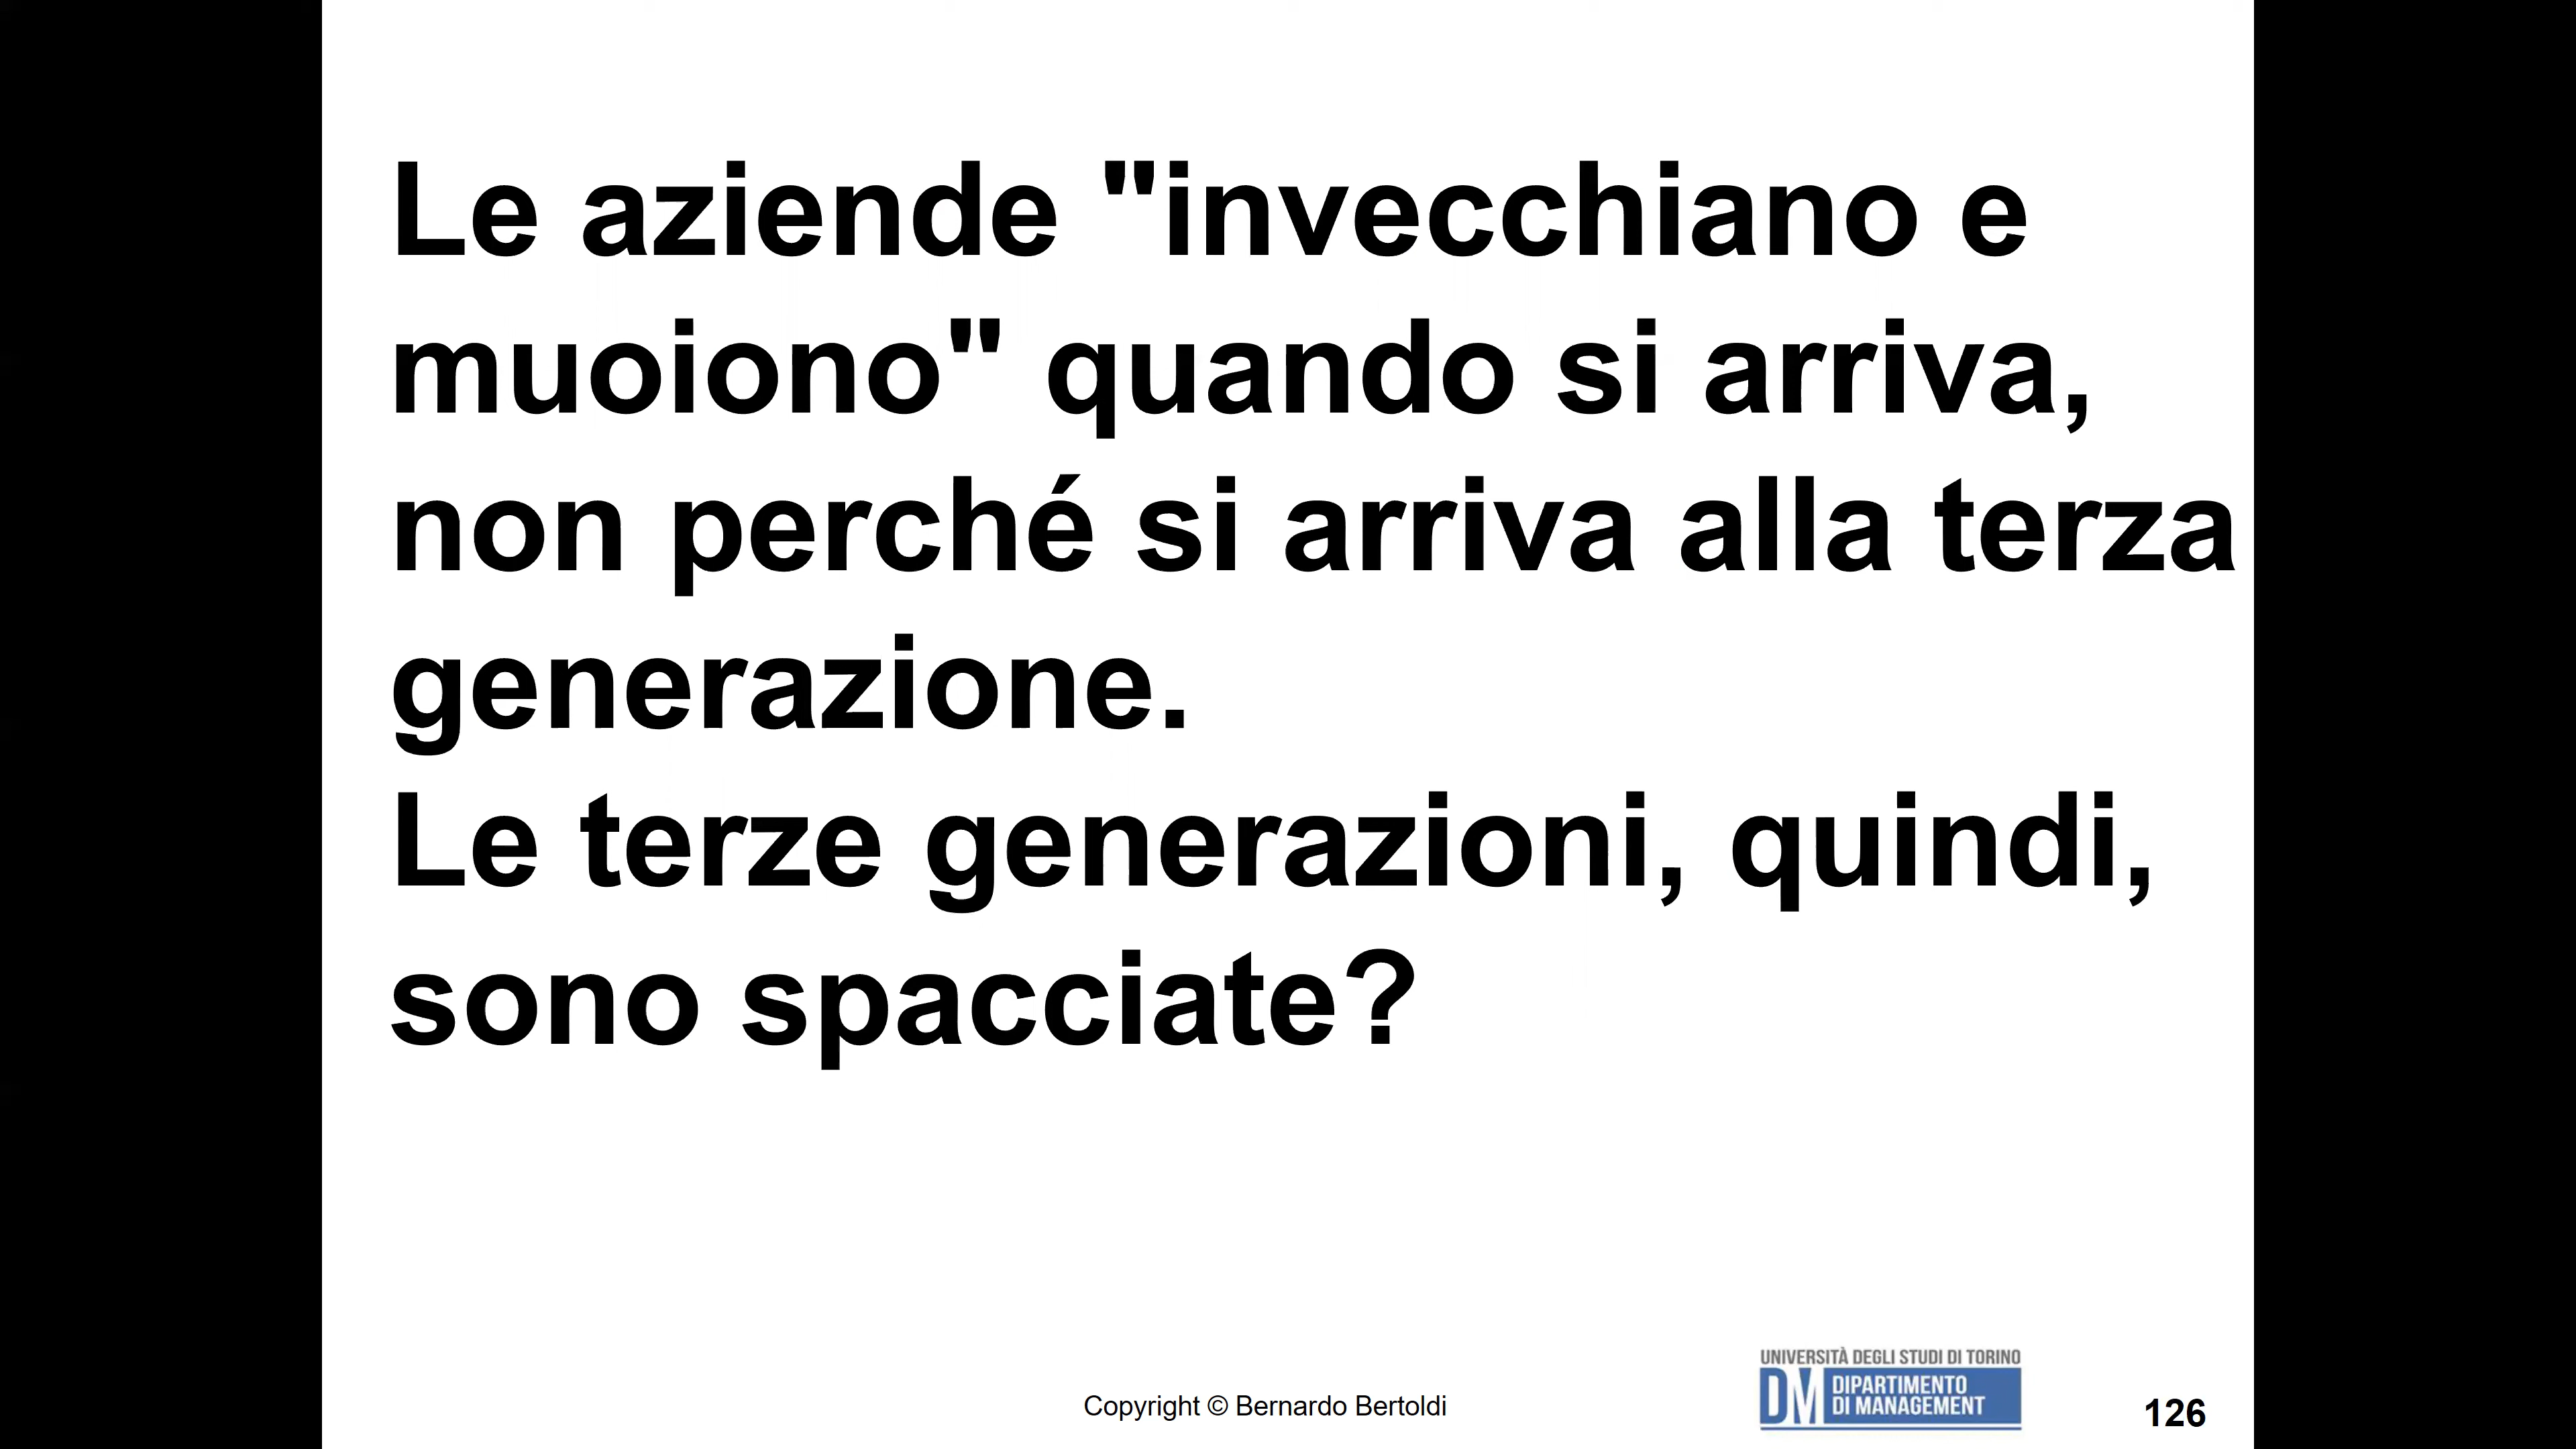 Le aziende "invecchiano e
muoiono" quando si arriva,
non perché si arriva alla terza
generazione.
Le terze generazioni, quindi,
sono spacciate?
UNIVERSITÀ DEGLI STUDI DI TORINO
DM DIPARTIMENTO
DI MANAGEMENT
Copyright © Bernardo Bertoldi
126